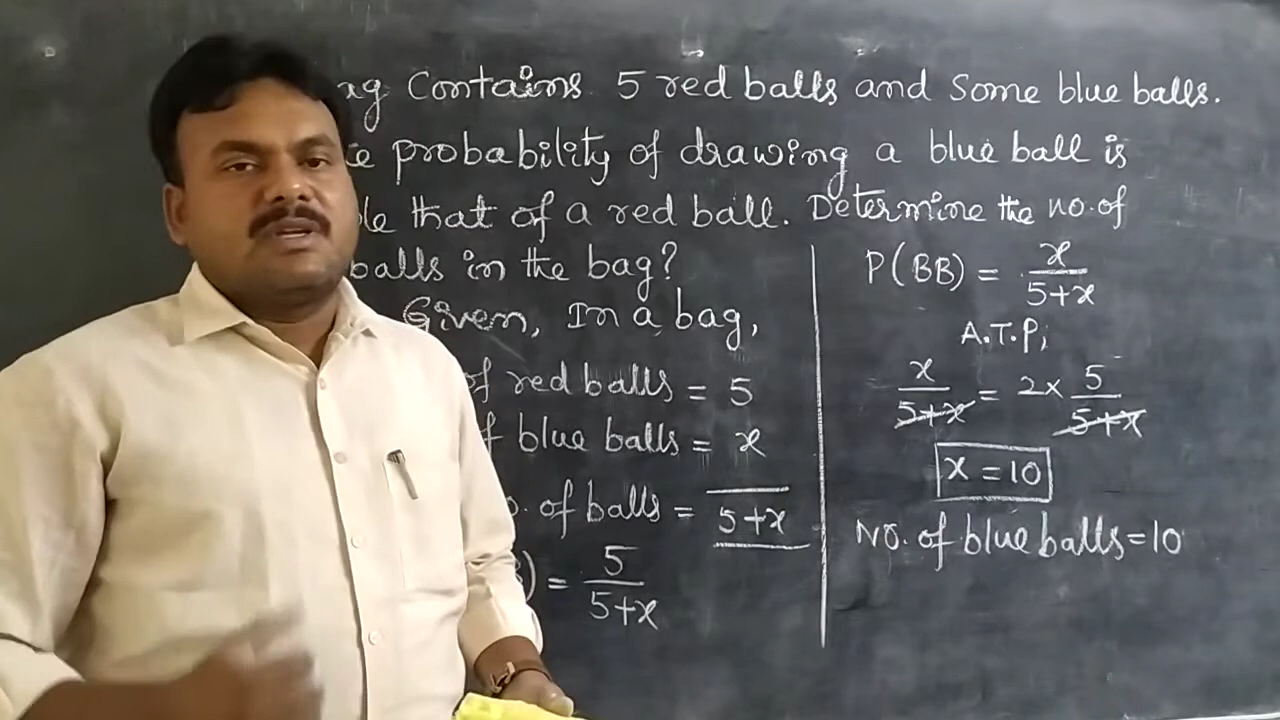 Contains 5 red balls and Some blue balls.
probability of drawing a blue ball is
that of a red ball. Determine the no. of
balls in the bag?
Given, In a bag,
of red balls = 5
blue balls = x
of balls = 5+x
= 5/5+x
P(BB) = x/5+x
A.T.P,
x/5+x = 2x 5/5+x
x = 10
No. of blue balls = 10